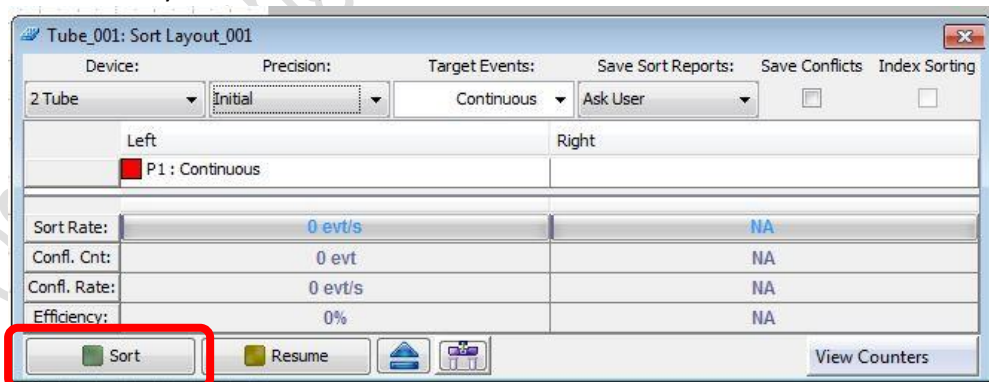 Tube_001: Sort Layout_001
Device: Precision: Target Events: Save Sort Reports: Save Conflicts Index Sorting
2 Tube Initial Continuous Ask User
Left Right
P1 : Continuous
Sort Rate: 0 evt/s NA
Confl. Cnt: 0 evt NA
Confl. Rate: 0 evt/s NA
Efficiency: 0% NA
Sort Resume View Counters